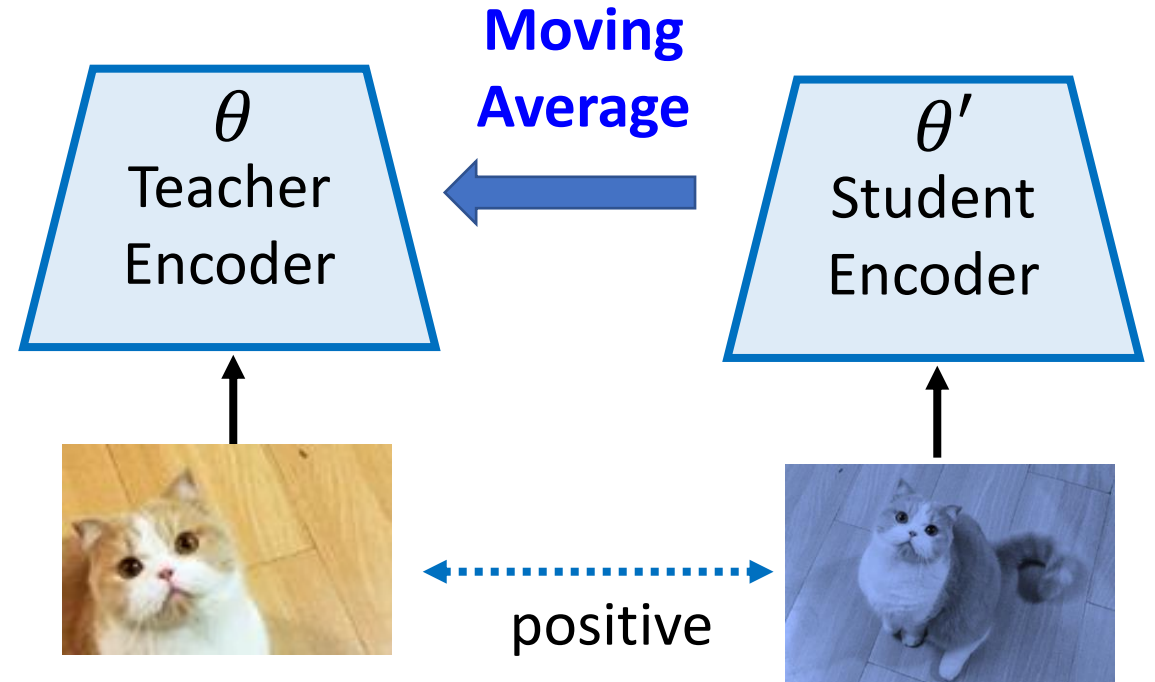 Moving
Average
θ
Teacher
Encoder
θ′
Student
Encoder
positive